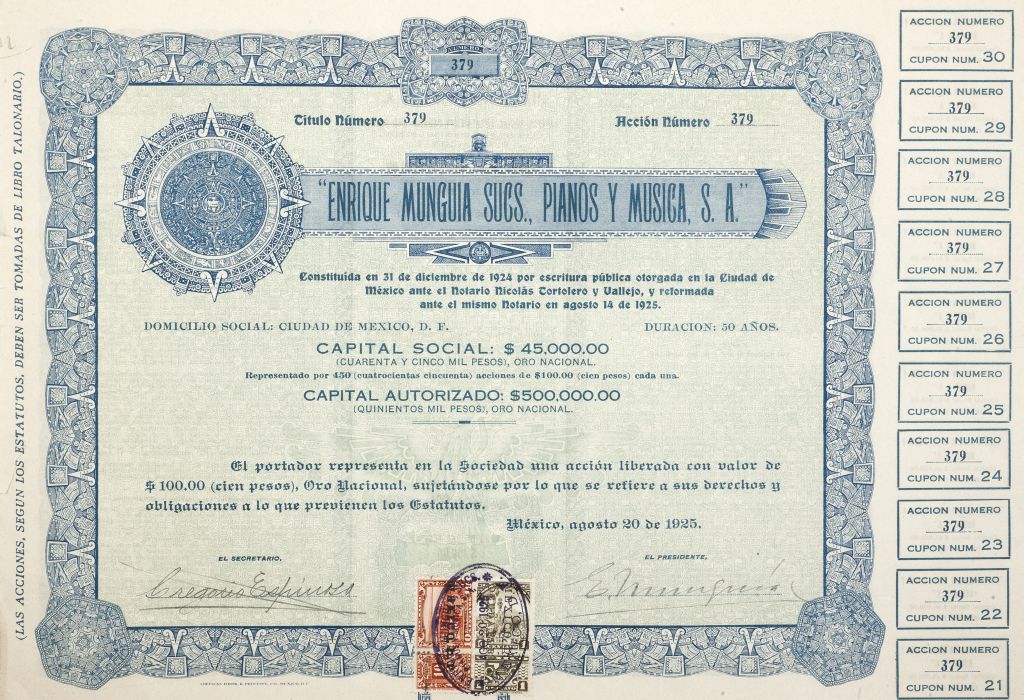 (LAS ACCIONES, SEGÚN LOS ESTATUTOS, DEBEN SER TOMADAS DE LIBRO TALONARIO.)
NUMERO
379
Titulo Número 379
Acción Número 379
"ENRIQUE MUNGUIA SUCS., PIANOS Y MUSICA, S. A."
Constituída en 31 de diciembre de 1924 por escritura pública otorgada en la Ciudad de
México ante el Notario Nicolás Tortolero y Vallejo, y reformada
ante el mismo Notario en agosto 14 de 1925.
DOMICILIO SOCIAL: CIUDAD DE MEXICO, D. F.
DURACION: 50 AÑOS.
CAPITAL SOCIAL: $ 45,000.00
(CUARENTA Y CINCO MIL PESOS), ORO NACIONAL.
Representado por 450 (cuatrocientas cincuenta) acciones de $100.00 (cien pesos) cada una.
CAPITAL AUTORIZADO: $500,000.00
(QUINIENTOS MIL PESOS), ORO NACIONAL.
El portador representa en la Sociedad una acción liberada con valor de
$ 100.00 (cien pesos), Oro Nacional, sujetándose por lo que se refiere a sus derechos y
obligaciones a lo que previenen los Estatutos.
México, agosto 20 de 1925.
EL SECRETARIO,
EL PRESIDENTE,
Gregorio Espinosa
E. Munguía
ACCION NUMERO
379
CUPON NUM. 30
ACCION NUMERO
379
CUPON NUM. 29
ACCION NUMERO
379
CUPON NUM. 28
ACCION NUMERO
379
CUPON NUM. 27
ACCION NUMERO
379
CUPON NUM. 26
ACCION NUMERO
379
CUPON NUM. 25
ACCION NUMERO
379
CUPON NUM. 24
ACCION NUMERO
379
CUPON NUM. 23
ACCION NUMERO
379
CUPON NUM. 22
ACCION NUMERO
379
CUPON NUM. 21